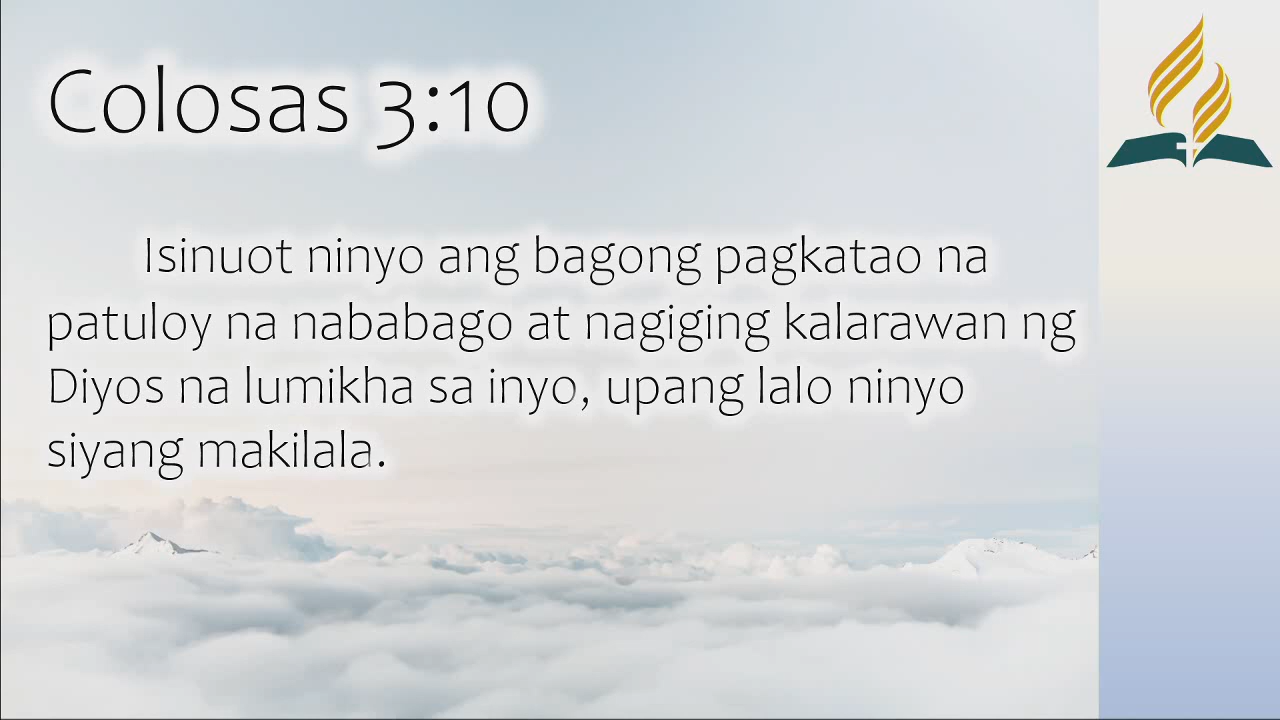 Colosas 3:10
Isinuot ninyo ang bagong pagkatao na
patuloy na nababago at nagiging kalarawan ng
Diyos na lumikha sa inyo, upang lalo ninyo
siyang makilala.